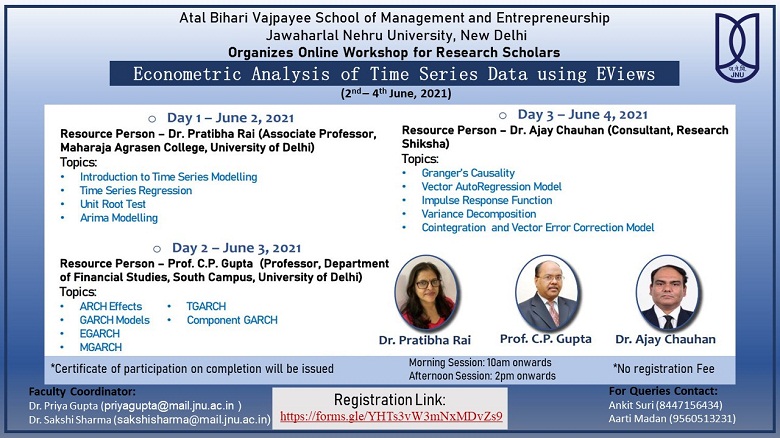 Atal Bihari Vajpayee School of Management and Entrepreneurship
Jawaharlal Nehru University, New Delhi
Organizes Online Workshop for Research Scholars
Econometric Analysis of Time Series Data using EViews
(2nd– 4th June, 2021)
ज.ने.वि.
JNU
Day 1 – June 2, 2021
Resource Person – Dr. Pratibha Rai (Associate Professor,
Maharaja Agrasen College, University of Delhi)
Topics:
• Introduction to Time Series Modelling
• Time Series Regression
• Unit Root Test
• Arima Modelling
Day 2 – June 3, 2021
Resource Person – Prof. C.P. Gupta (Professor, Department
of Financial Studies, South Campus, University of Delhi)
Topics:
• ARCH Effects
• GARCH Models
• EGARCH
• MGARCH
• TGARCH
• Component GARCH
Day 3 – June 4, 2021
Resource Person – Dr. Ajay Chauhan (Consultant, Research
Shiksha)
Topics:
• Granger's Causality
• Vector AutoRegression Model
• Impulse Response Function
• Variance Decomposition
• Cointegration and Vector Error Correction Model
Dr. Pratibha Rai
Prof. C.P. Gupta
Dr. Ajay Chauhan
*Certificate of participation on completion will be issued
Morning Session: 10am onwards
Afternoon Session: 2pm onwards
*No registration Fee
Faculty Coordinator:
Dr. Priya Gupta (priyagupta@mail.jnu.ac.in )
Dr. Sakshi Sharma (sakshisharma@mail.jnu.ac.in)
Registration Link:
https://forms.gle/YHTs3vW3mNxMDvZs9
For Queries Contact:
Ankit Suri (8447156434)
Aarti Madan (9560513231)